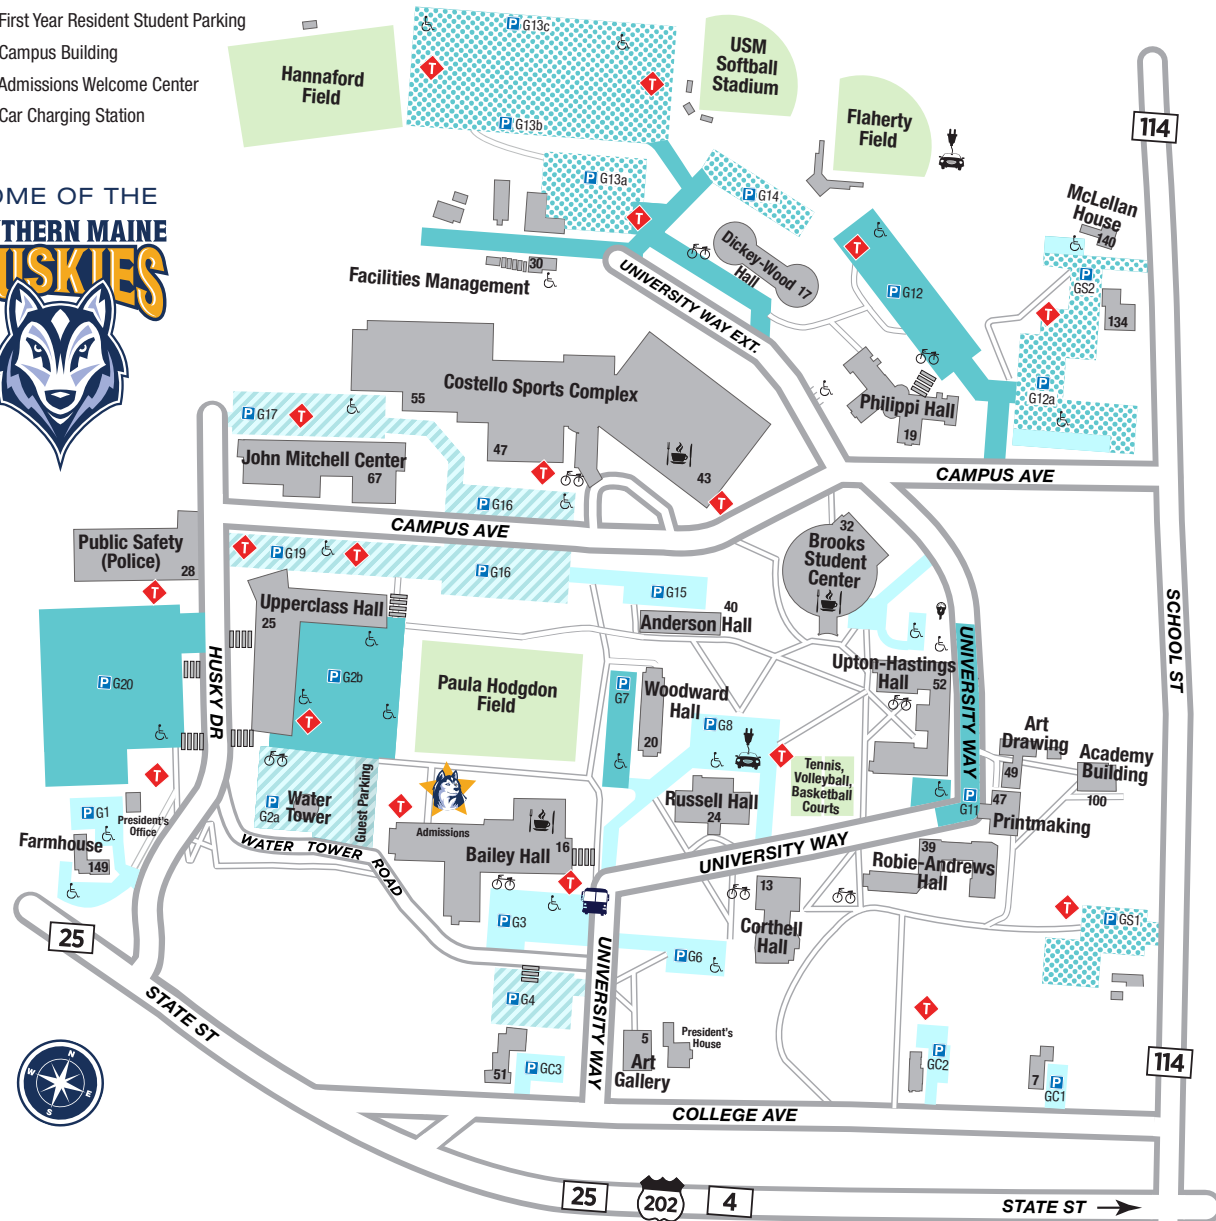 First Year Resident Student Parking
Campus Building
Admissions Welcome Center
Car Charging Station
OME OF THE
THERN MAINE
USKIES
Hannaford
Field
P G13c
T
T
P G13b
USM
Softball
Stadium
Flaherty
Field
114
P G13a
T
P G14
McLellan
House
140
Dickey-Wood 17
Hall
T
P G12
P
GS2
T
134
30
Facilities Management
UNIVERSITY WAY EXT.
Costello Sports Complex
55
47
43
T
T
P
G12a
Philippi Hall
19
P G17
T
John Mitchell Center
67
P G16
CAMPUS AVE
CAMPUS AVE
Public Safety
(Police)
28
T
T
P G19
T
P G16
32
Brooks
Student
Center
P G15
40
Anderson Hall
Upperclass Hall
25
SCHOOL ST
HUSKY DR
P G20
P G2b
T
Paula Hodgdon
Field
P
G7
Woodward
Hall
20
P G8
T
Upton-Hastings
Hall
52
UNIVERSITY WAY
Art
Drawing
49
Academy
Building
100
T
P G1
President's
Office
Farmhouse
149
P
G2a
Water
Tower
Guest Parking
T
Admissions
Bailey Hall
16
T
Russell Hall
24
Tennis,
Volleyball,
Basketball
Courts
P
G11
47
Printmaking
WATER TOWER ROAD
UNIVERSITY WAY
39
Robie-Andrews
Hall
13
Corthell
Hall
P G3
P G6
T
P GS1
25
STATE ST
P G4
UNIVERSITY WAY
T
N
W
E
S
51
P GC3
5
Art
Gallery
President's
House
P
GC2
7
P
GC1
114
COLLEGE AVE
25
202
4
STATE ST